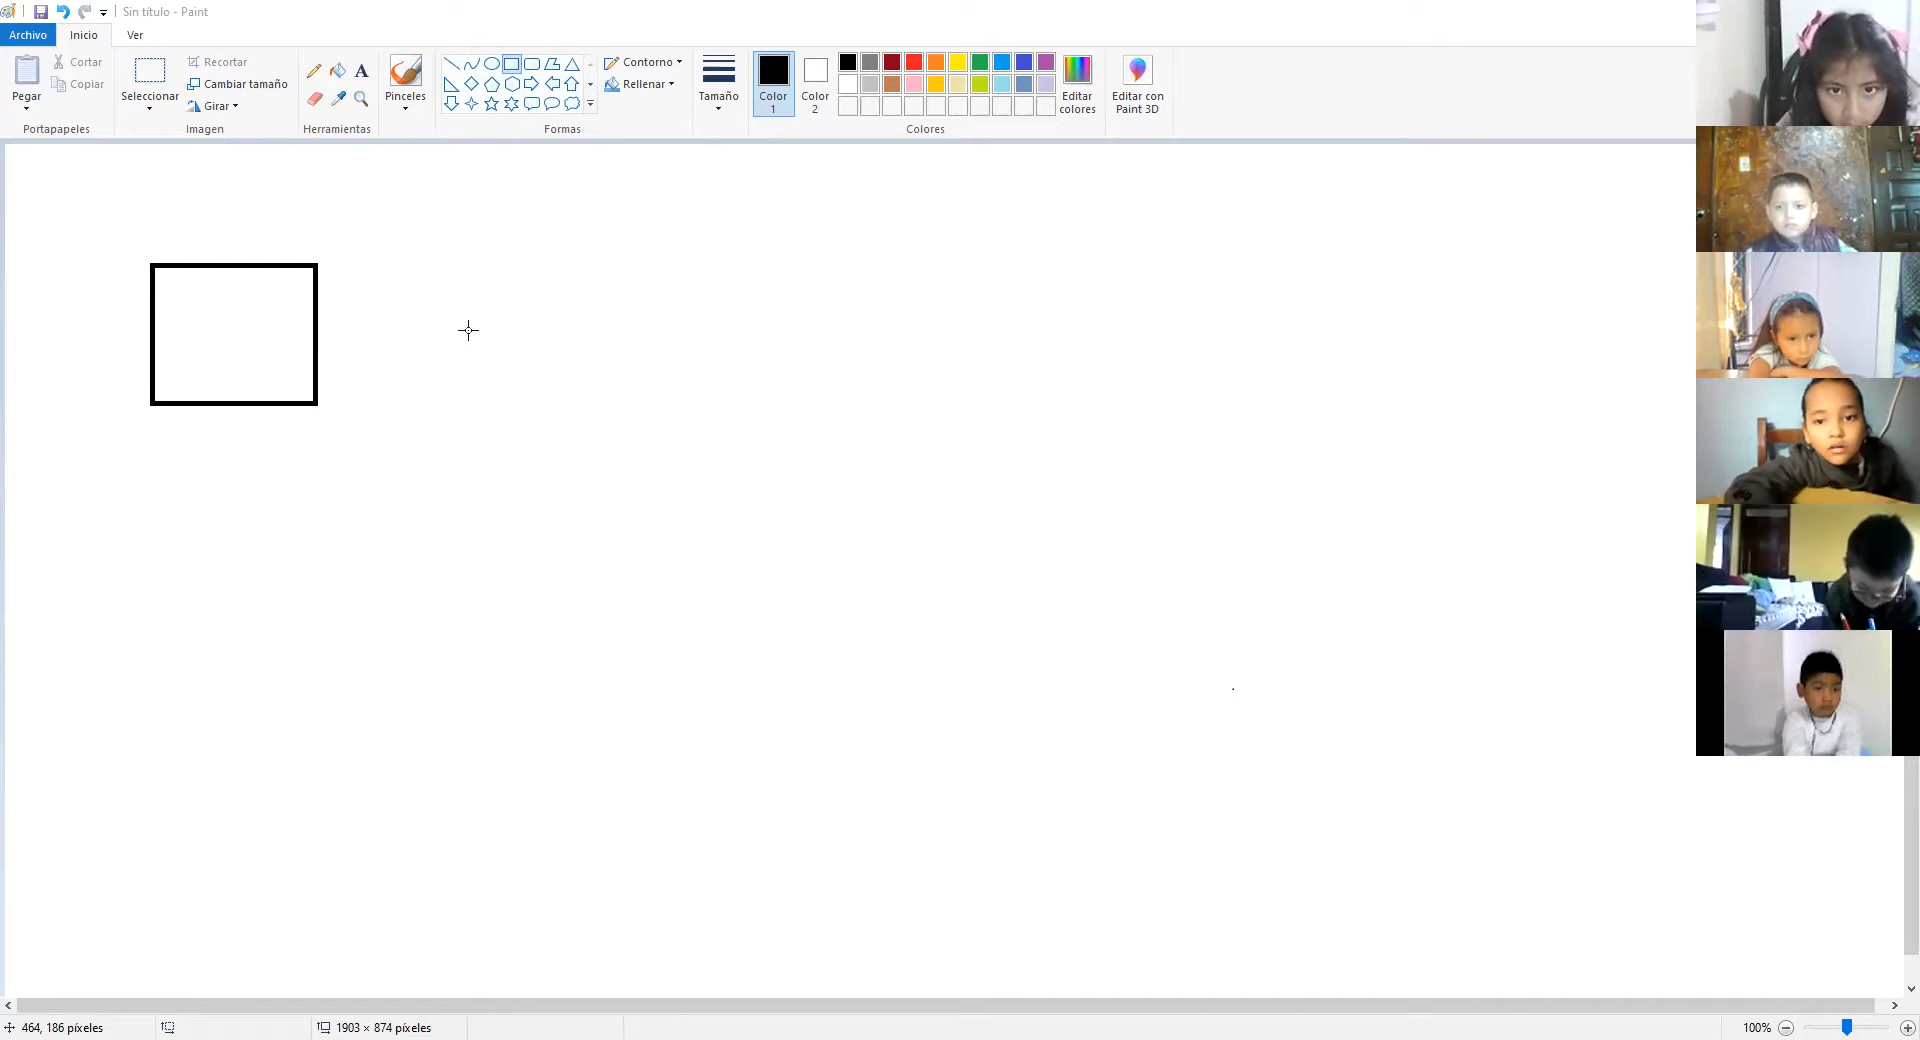 Sin título - Paint
Archivo Inicio Ver
Pegar
Cortar
Copiar
Portapapeles
Seleccionar
Recortar
Cambiar tamaño
Girar
Imagen
A
Herramientas
Pinceles
Contorno
Rellenar
Formas
Tamaño
Color
1
Color
2
Editar
colores
Colores
Editar con
Paint 3D
464, 186 píxeles
1903 × 874 píxeles
100%